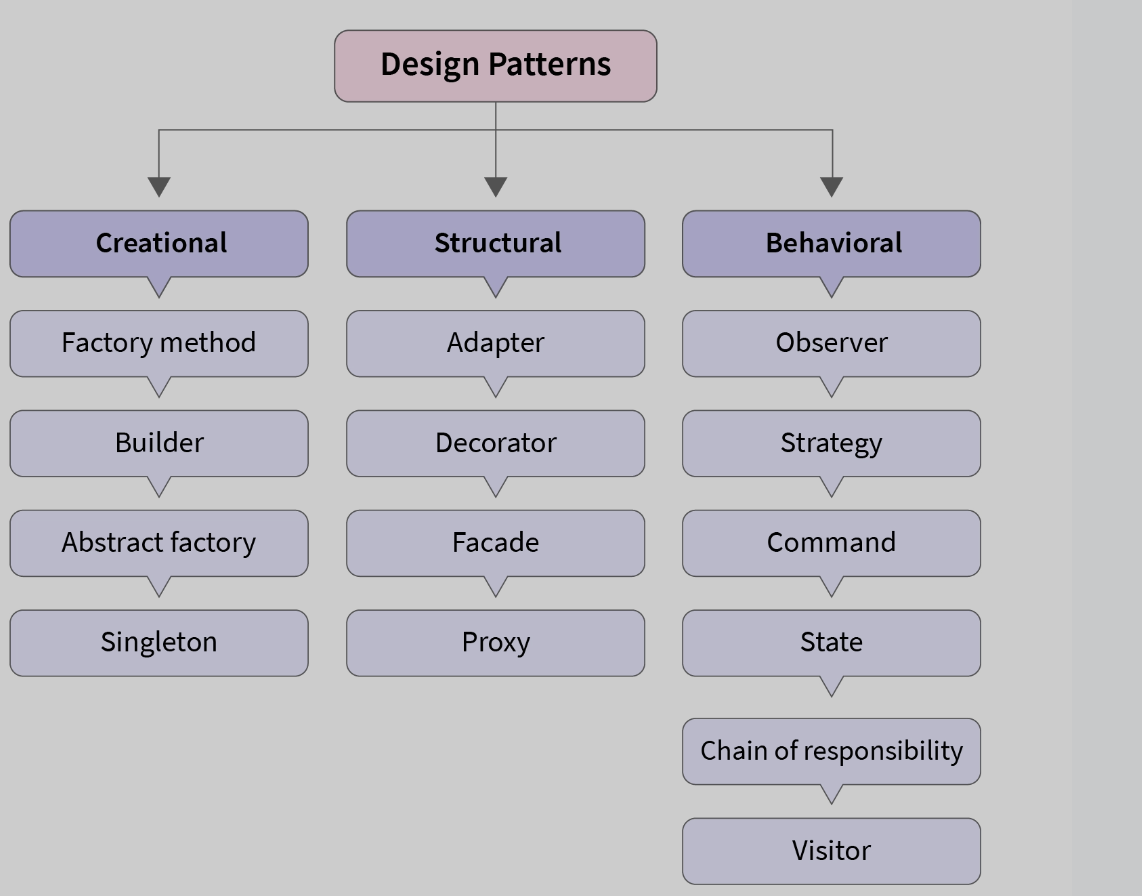 Design Patterns
Creational
Structural
Behavioral
Factory method
Adapter
Observer
Builder
Decorator
Strategy
Abstract factory
Facade
Command
Singleton
Proxy
State
Chain of responsibility
Visitor